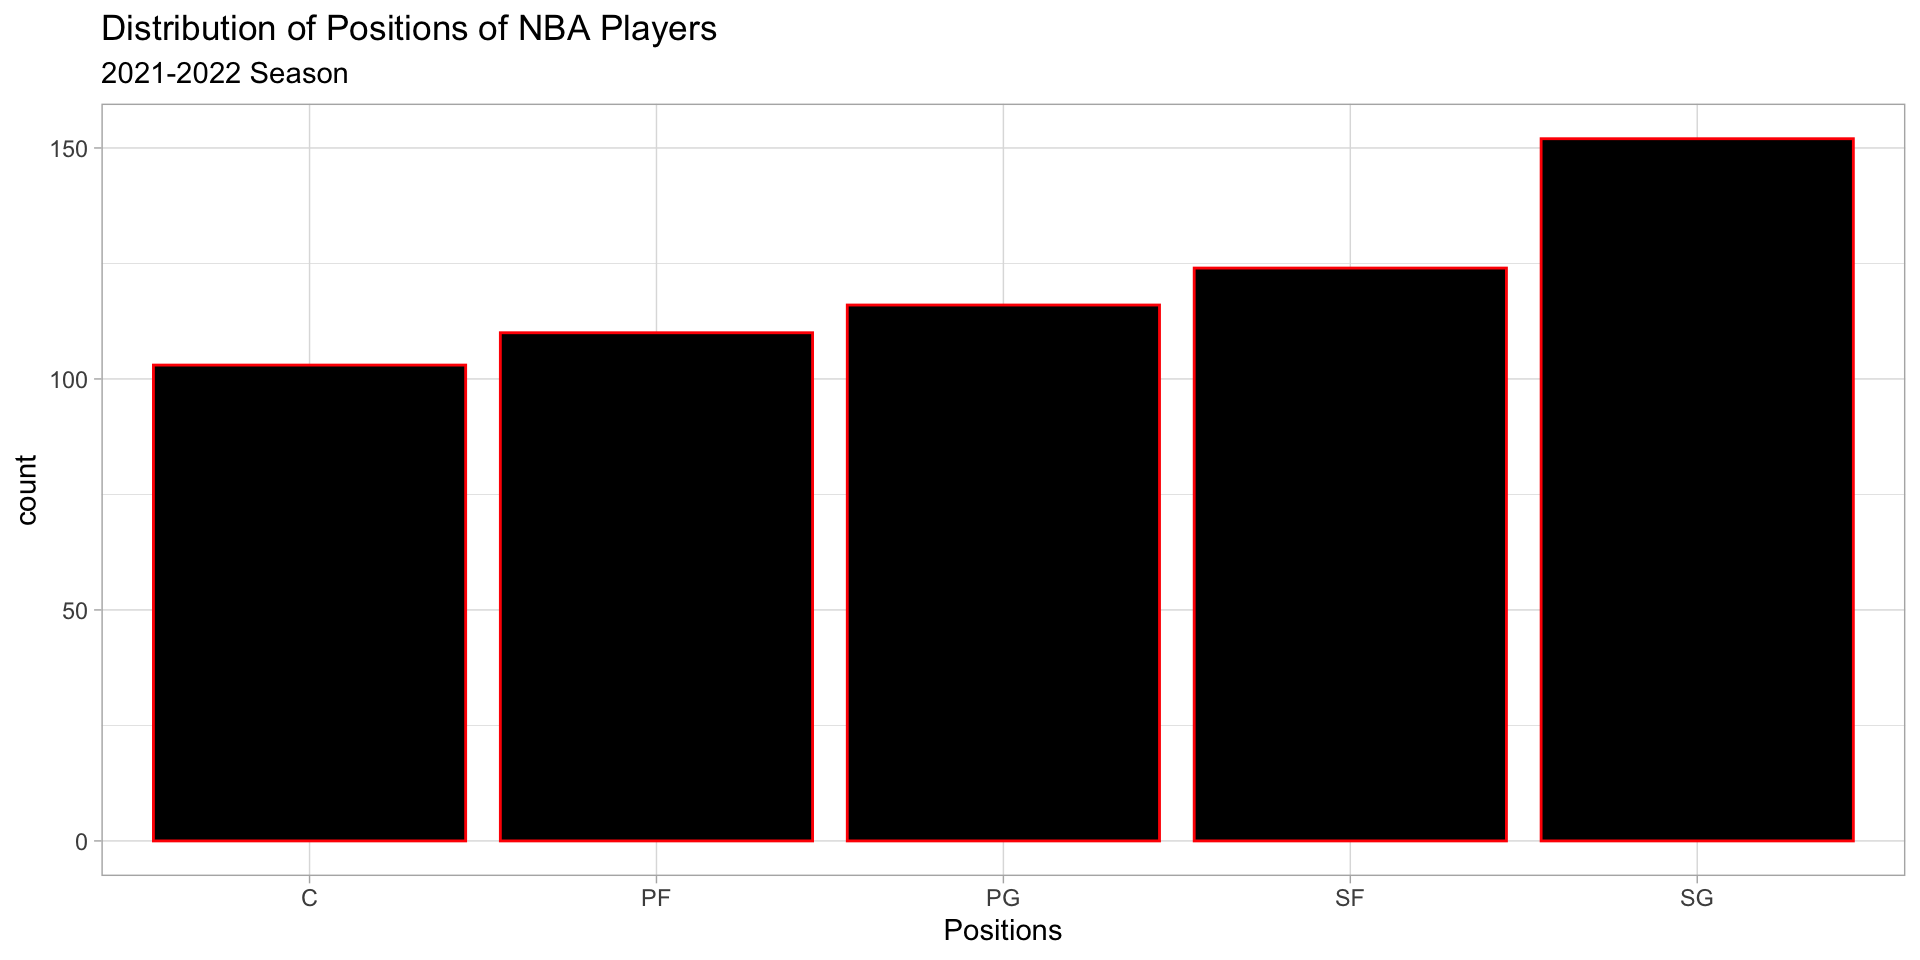 Distribution of Positions of NBA Players
2021-2022 Season
150
100
50
0
count
C PF PG SF SG
Positions